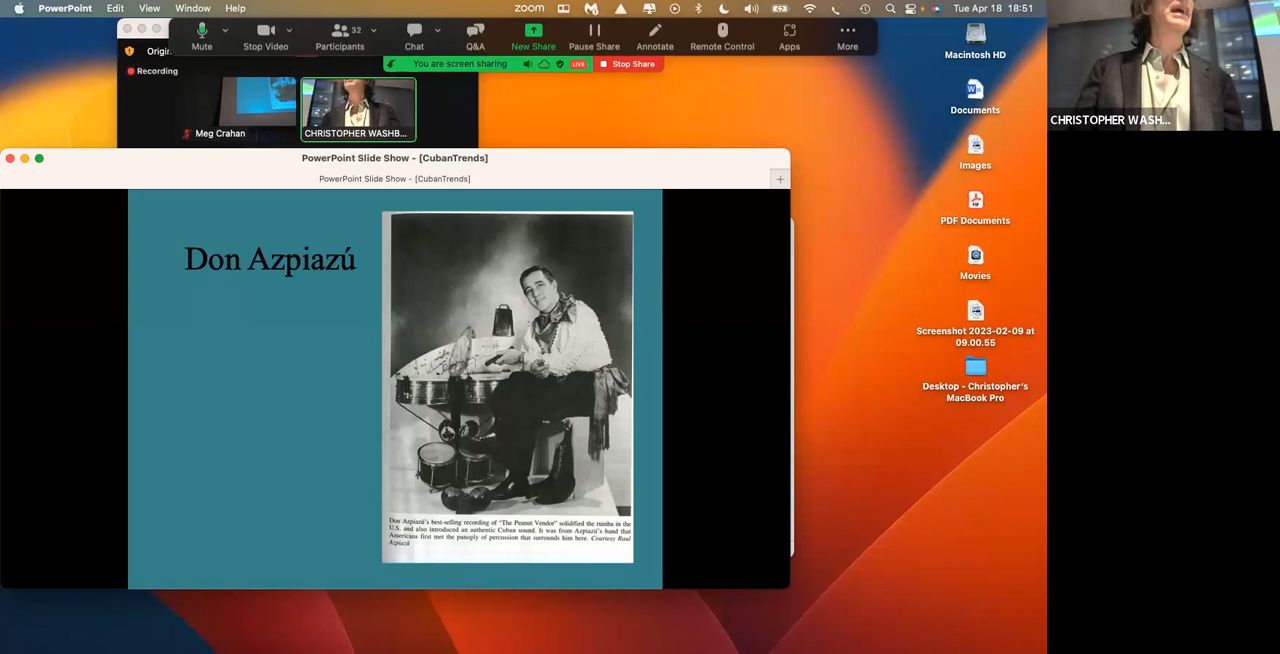 PowerPoint Edit View Window Help
zoom
Tue Apr 18 18:51
Mute
Stop Video
32
Participants
Chat
Q&A
New Share
Pause Share
Annotate
Remote Control
Apps
More
Origi
You are screen sharing
LIVE
Stop Share
Recording
Meg Crahan
CHRISTOPHER WASHB...
CHRISTOPHER WASH...
PowerPoint Slide Show - [CubanTrends]
PowerPoint Slide Show - [CubanTrends]
Don Azpiazú
Don Azpiazú's best-selling recording of "The Peanut Vendor" solidified the rumba in the
U.S. and also introduced an authentic Cuban sound. It was from Azpiazú's band that
Americans first met the panoply of percussion that surrounds him here. Courtesy Raul
Azpiazú
Macintosh HD
Documents
Images
PDF Documents
Movies
Screenshot 2023-02-09 at
09.00.55
Desktop - Christopher's
MacBook Pro